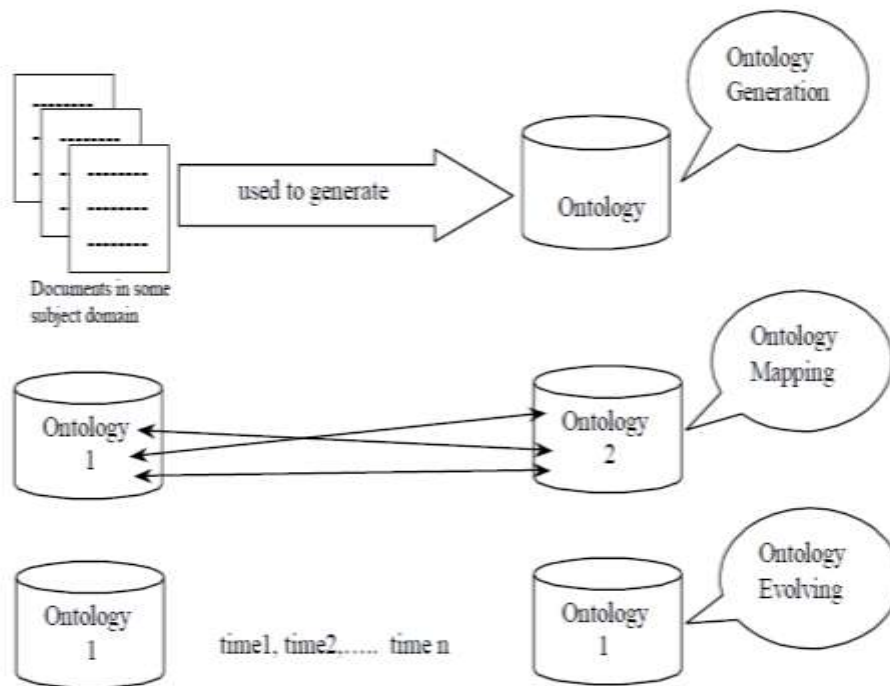 Ontology
Generation
used to generate
Ontology
Documents in some
subject domain
Ontology
Mapping
Ontology
1
Ontology
2
Ontology
Evolving
Ontology
1
time1, time2,..... time n
Ontology
1